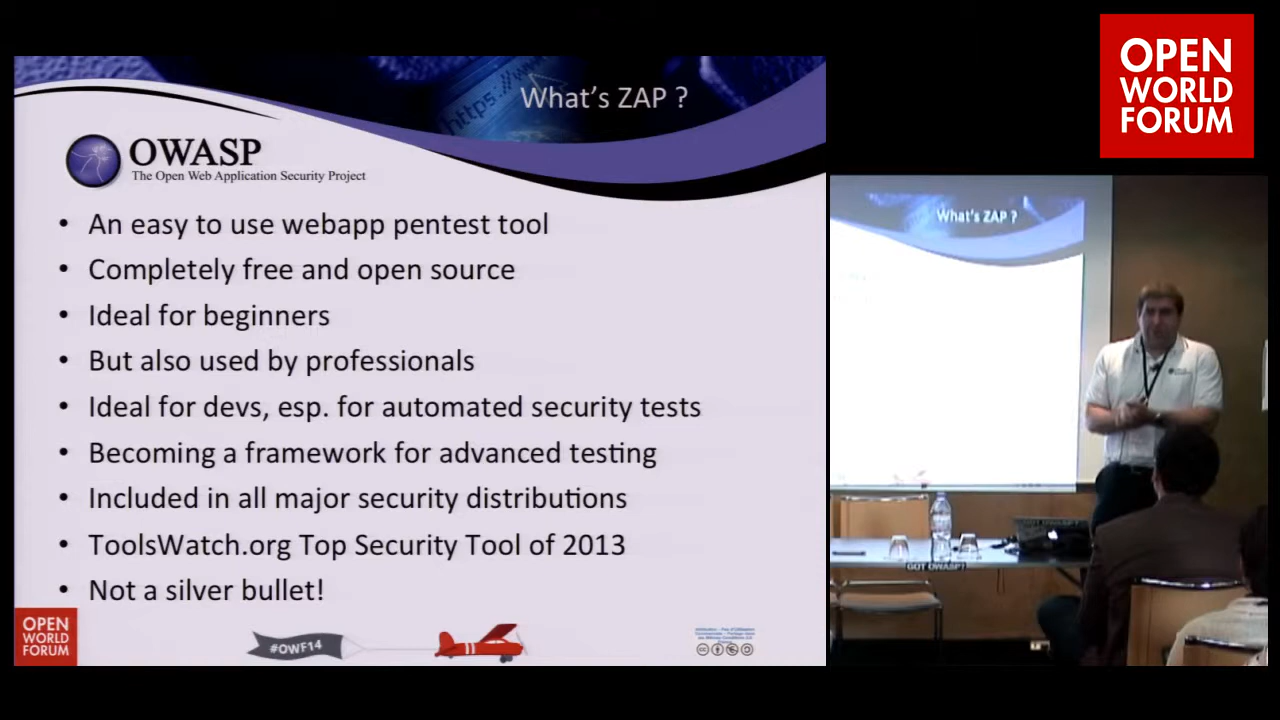 OPEN
WORLD
FORUM
https://www
What's ZAP ?
OWASP
The Open Web Application Security Project
• An easy to use webapp pentest tool
• Completely free and open source
• Ideal for beginners
• But also used by professionals
• Ideal for devs, esp. for automated security tests
• Becoming a framework for advanced testing
• Included in all major security distributions
• ToolsWatch.org Top Security Tool of 2013
• Not a silver bullet!
OPEN
WORLD
FORUM
#OWF14
What's ZAP ?
GOT OWASP?